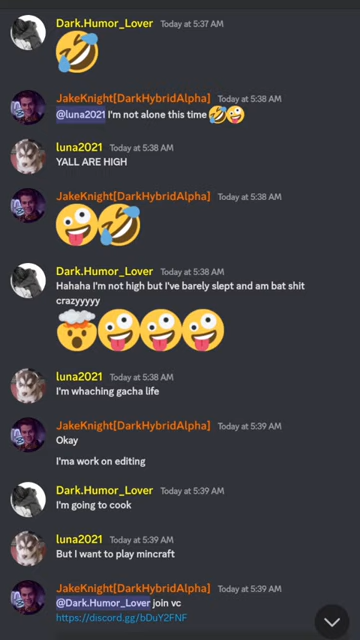 Dark.Humor_Lover Today at 5:37 AM
🤣
JakeKnight[DarkHybridAlpha] Today at 5:38 AM
@luna2021 I'm not alone this time 🤣🤪
luna2021 Today at 5:38 AM
YALL ARE HIGH
JakeKnight[DarkHybridAlpha] Today at 5:38 AM
🤪🤣
Dark.Humor_Lover Today at 5:38 AM
Hahaha I'm not high but I've barely slept and am bat shit
crazyyyyy
🤯🤪🤪🤪
luna2021 Today at 5:38 AM
I'm whaching gacha life
JakeKnight[DarkHybridAlpha] Today at 5:39 AM
Okay
I'ma work on editing
Dark.Humor_Lover Today at 5:39 AM
I'm going to cook
luna2021 Today at 5:39 AM
But I want to play mincraft
JakeKnight[DarkHybridAlpha] Today at 5:39 AM
@Dark.Humor_Lover join vc
https://discord.gg/bDuY2FNF